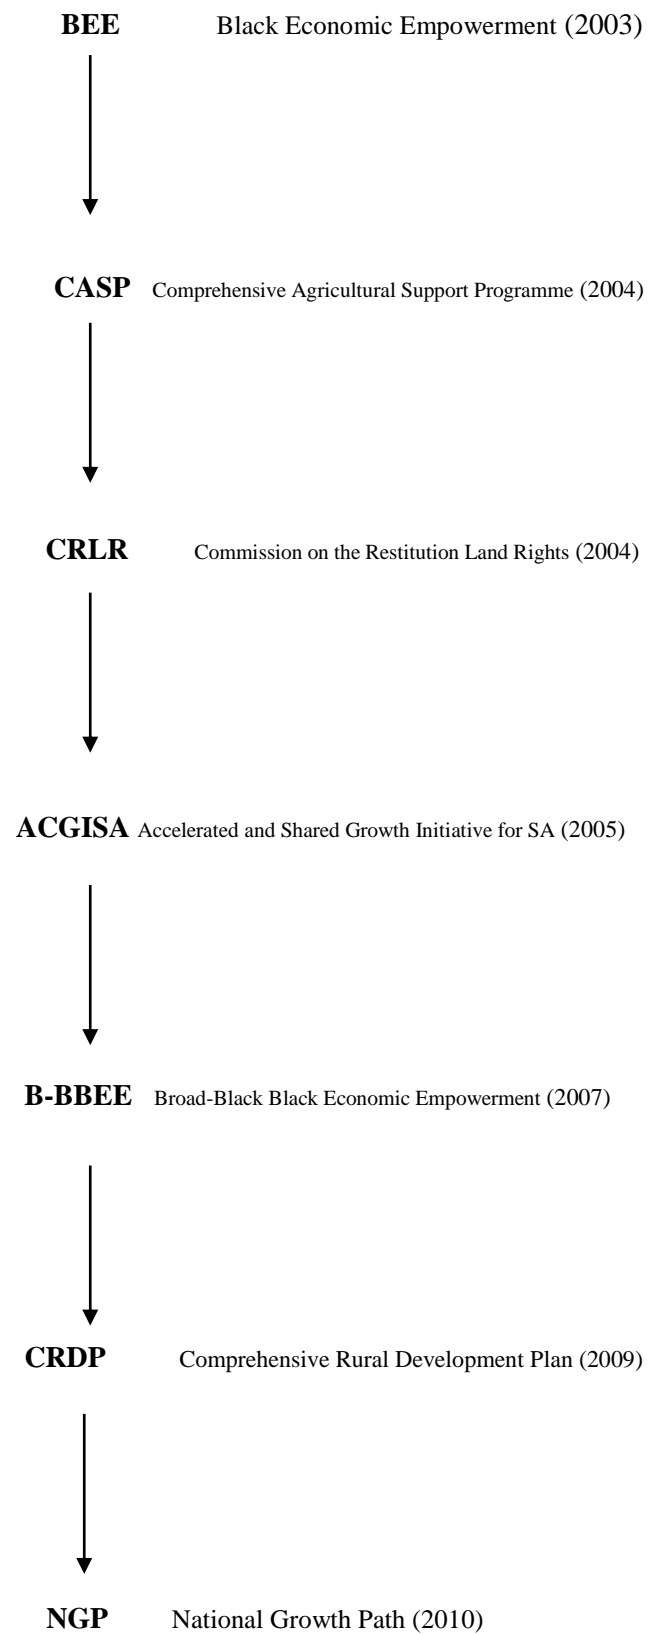 BEE Black Economic Empowerment (2003)
CASP Comprehensive Agricultural Support Programme (2004)
CRLR Commission on the Restitution Land Rights (2004)
ACGISA Accelerated and Shared Growth Initiative for SA (2005)
B-BBEE Broad-Black Black Economic Empowerment (2007)
CRDP Comprehensive Rural Development Plan (2009)
NGP National Growth Path (2010)